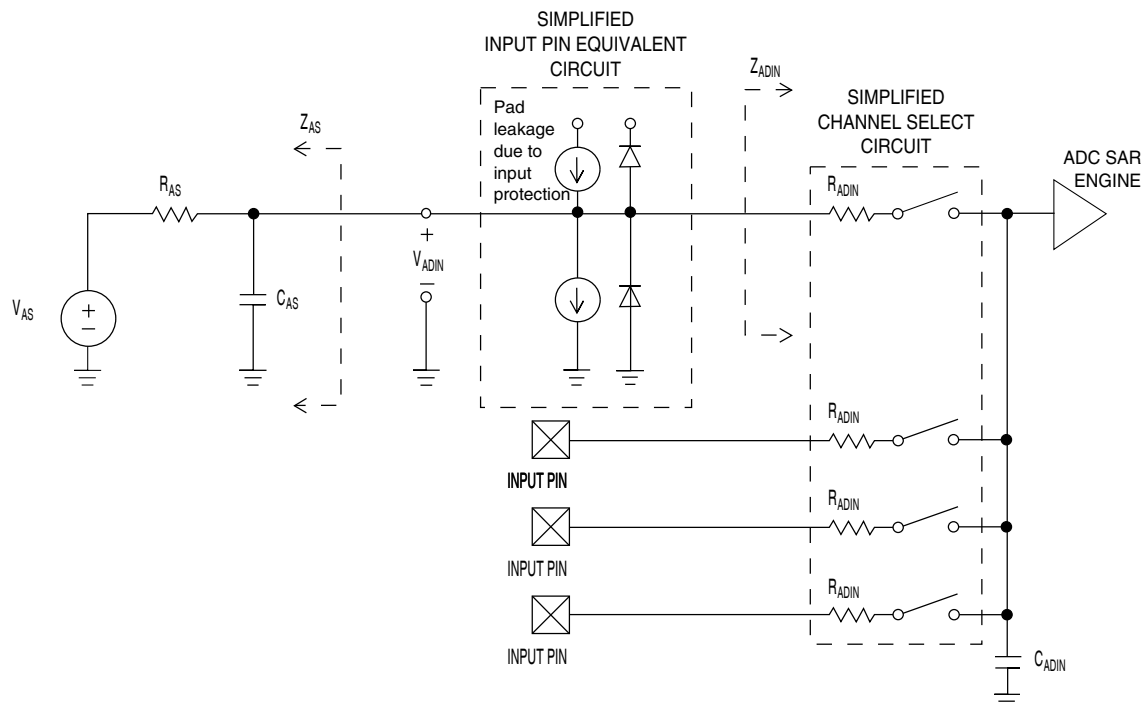 SIMPLIFIED
INPUT PIN EQUIVALENT
CIRCUIT
Z_ADIN
SIMPLIFIED
CHANNEL SELECT
CIRCUIT
Pad
leakage
due to
input
protection
Z_AS
ADC SAR
ENGINE
R_AS
R_ADIN
+
V_ADIN
–
C_AS
V_AS
+
–
R_ADIN
INPUT PIN
R_ADIN
INPUT PIN
R_ADIN
INPUT PIN
C_ADIN